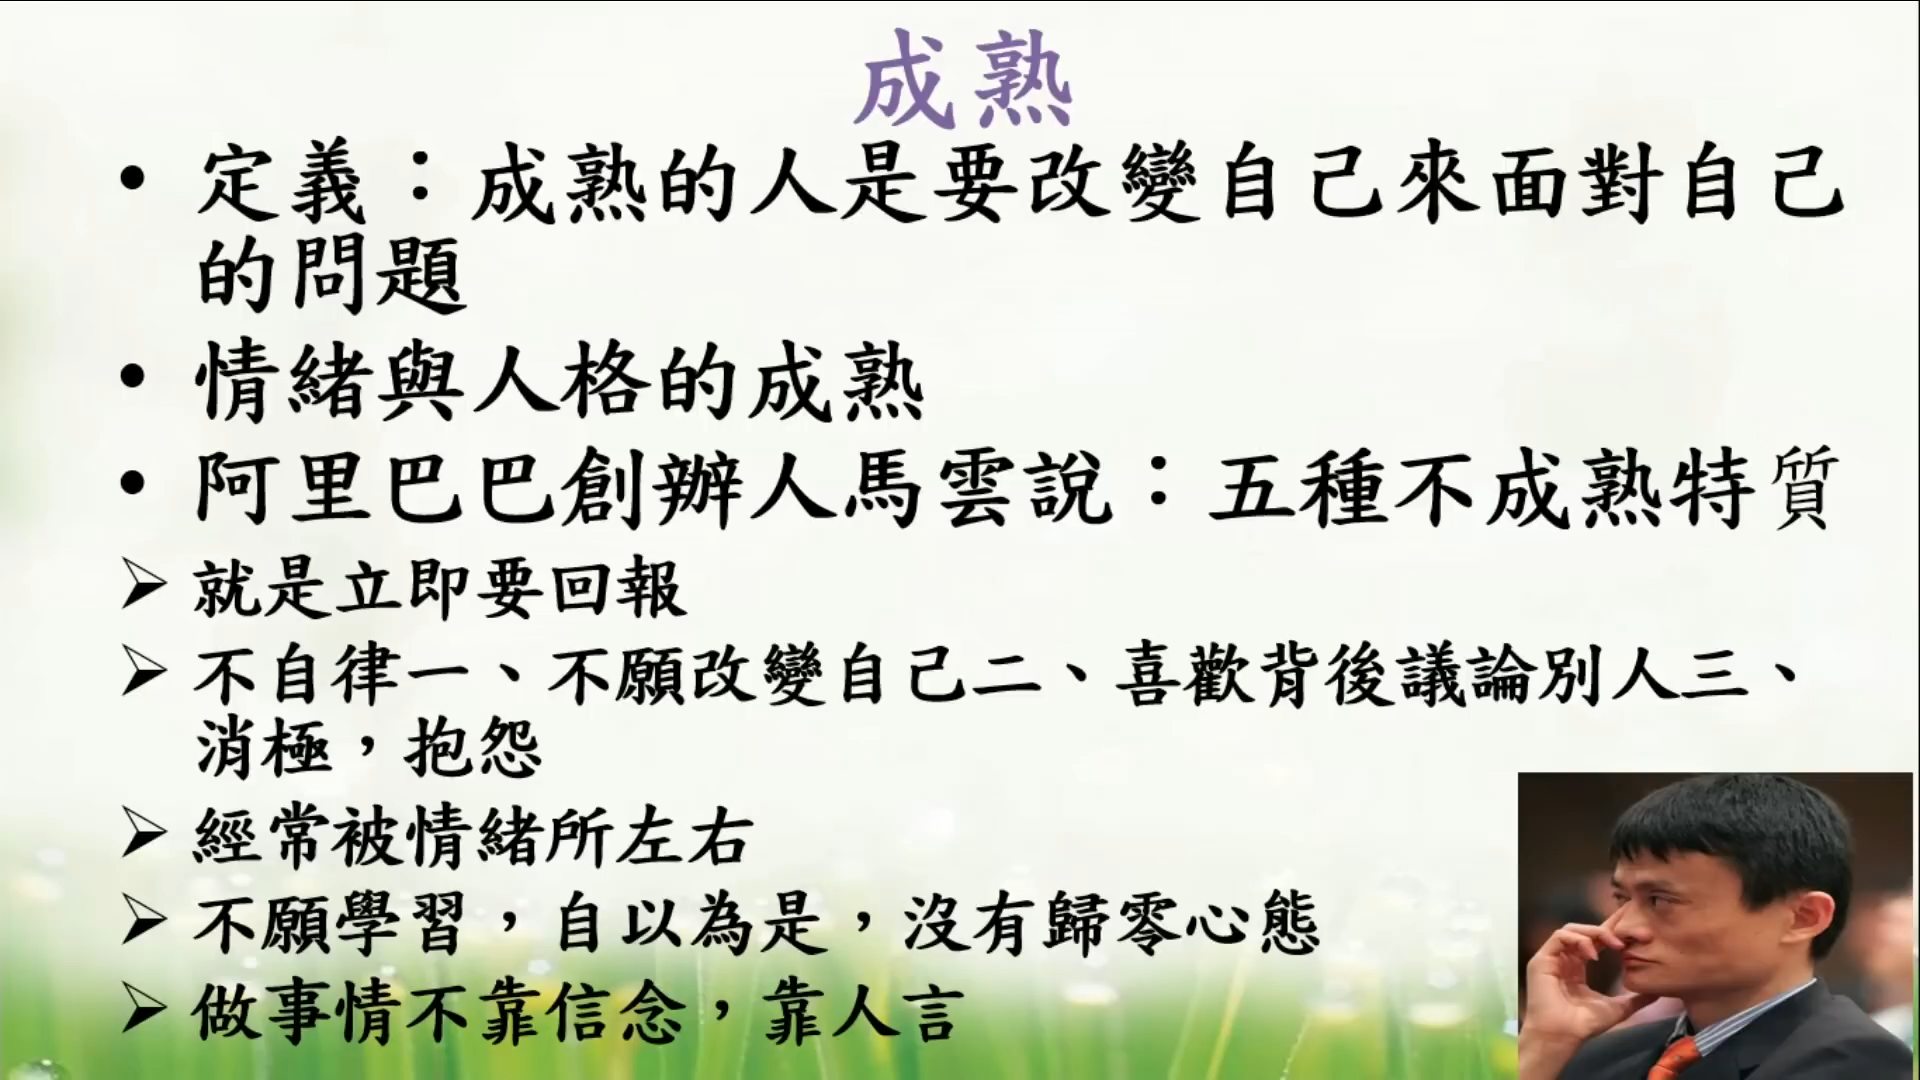 成熟
• 定義：成熟的人是要改變自己來面對自己
的問題
• 情緒與人格的成熟
• 阿里巴巴創辦人馬雲說：五種不成熟特質
➢ 就是立即要回報
➢ 不自律一、不願改變自己二、喜歡背後議論別人三、
消極，抱怨
➢ 經常被情緒所左右
➢ 不願學習，自以為是，沒有歸零心態
➢ 做事情不靠信念，靠人言